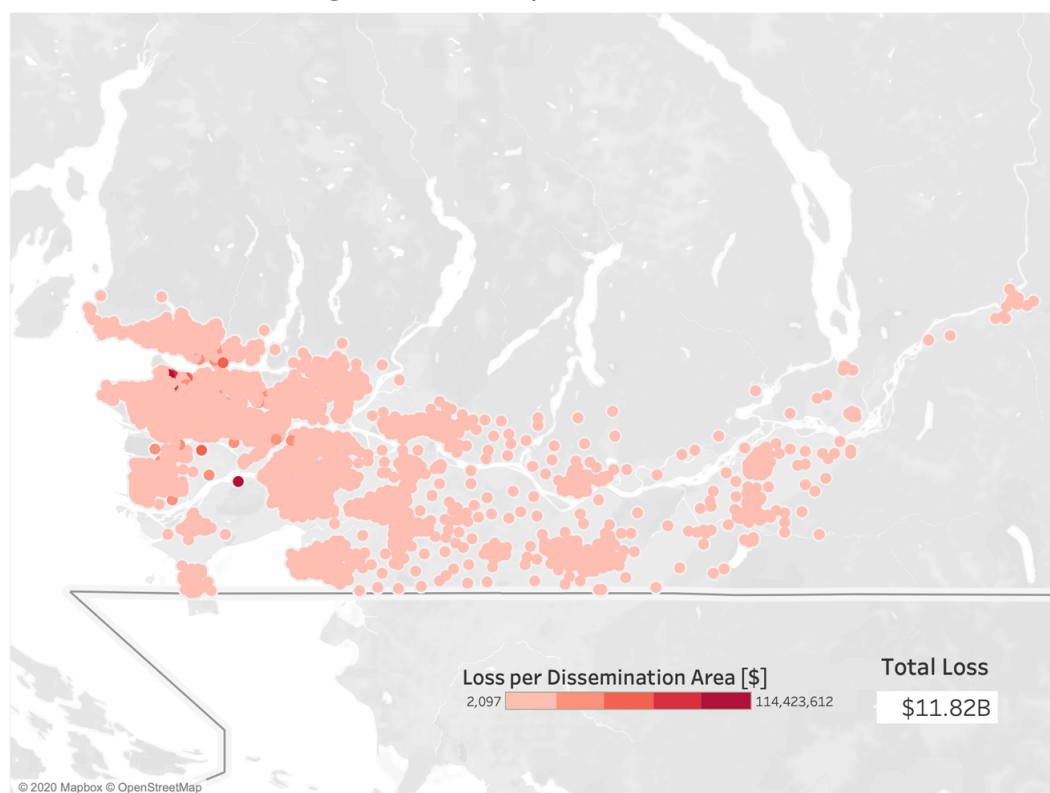 Loss per Dissemination Area [$]
2,097
114,423,612
Total Loss
$11.82B
© 2020 Mapbox © OpenStreetMap